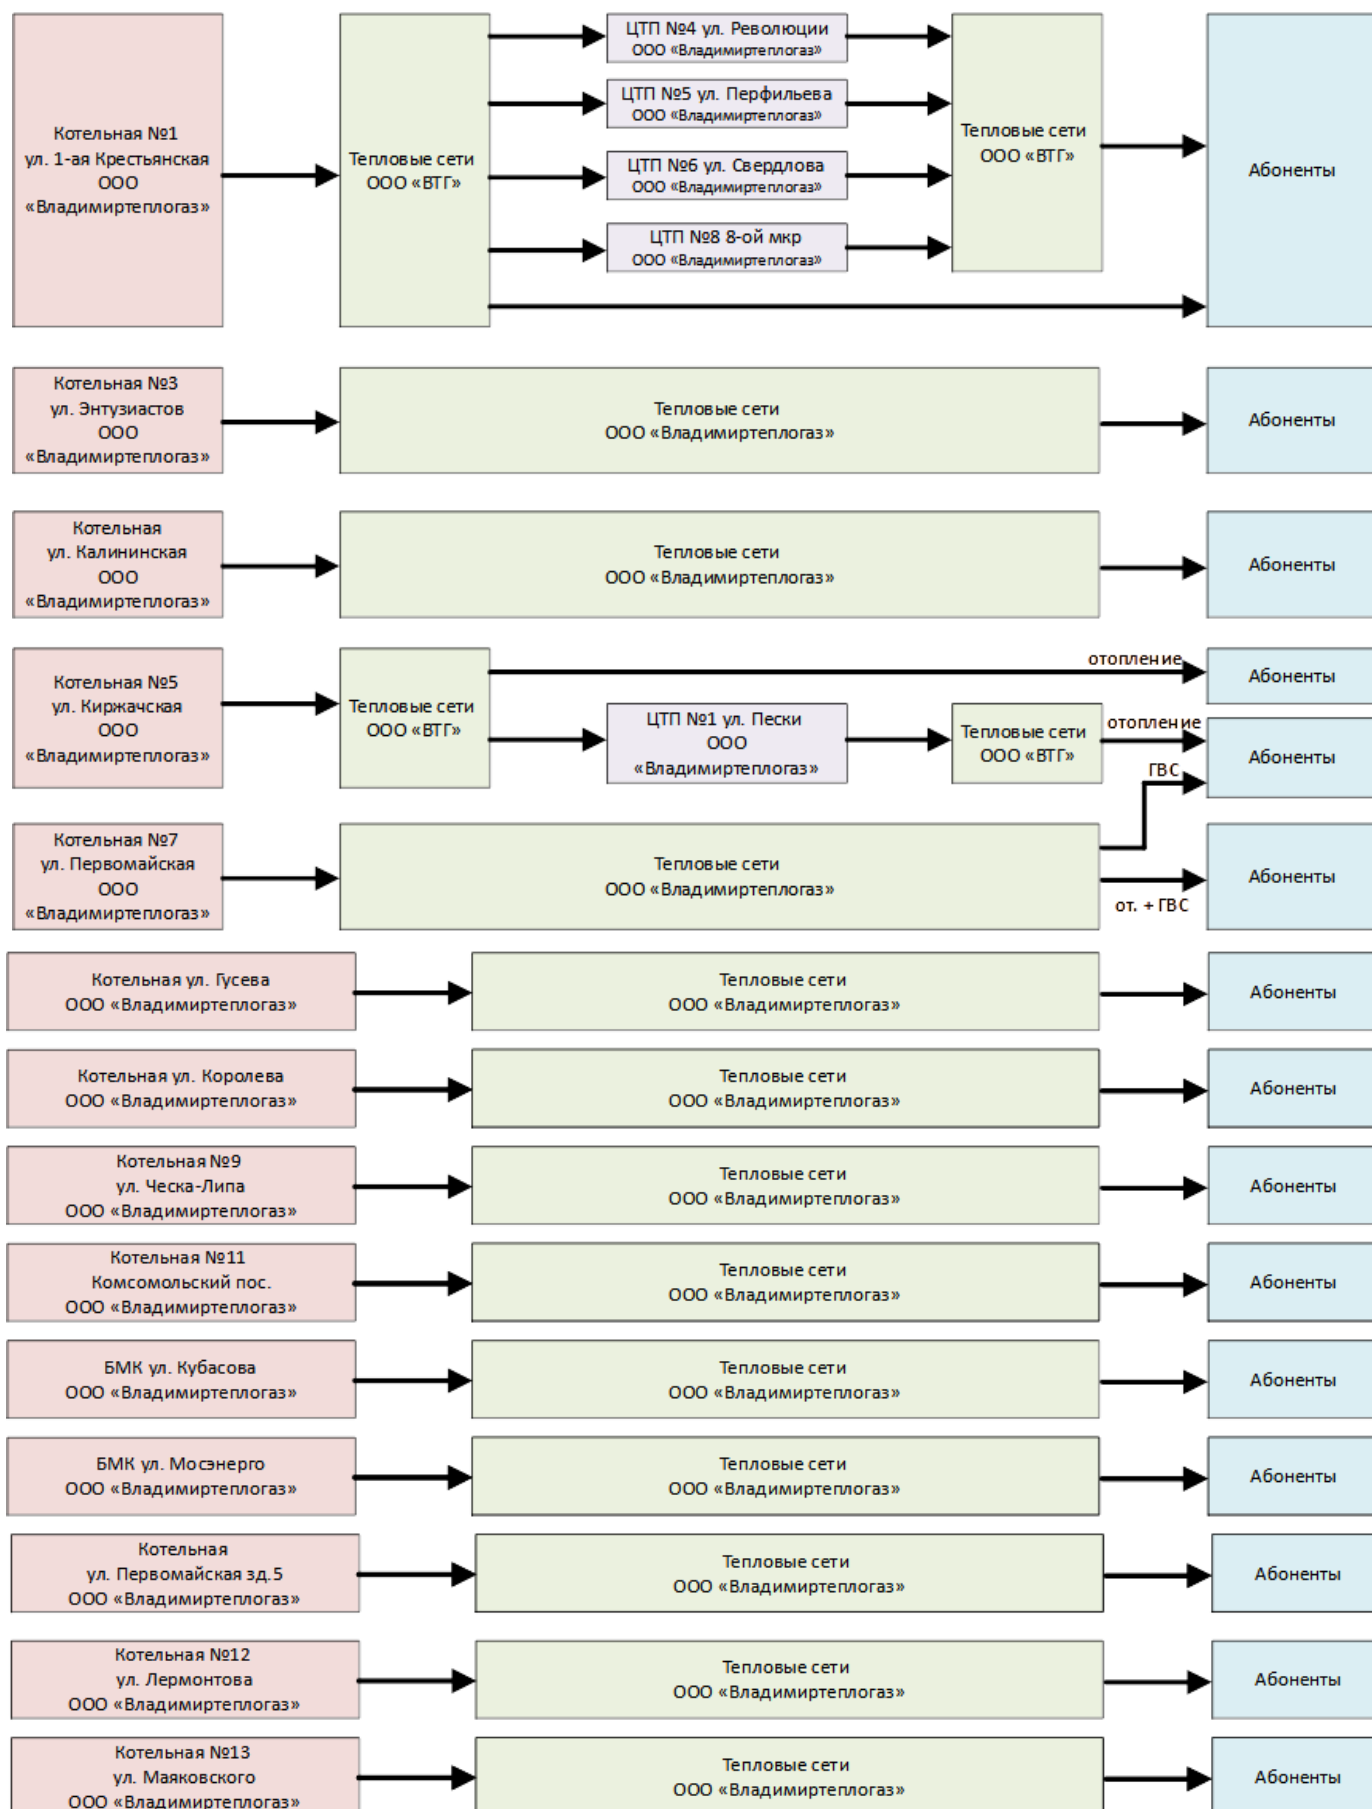 Котельная №1
ул. 1-ая Крестьянская
ООО
«Владимиртеплогаз»
Тепловые сети
ООО «ВТГ»
ЦТП №4 ул. Революции
ООО «Владимиртеплогаз»
ЦТП №5 ул. Перфильева
ООО «Владимиртеплогаз»
ЦТП №6 ул. Свердлова
ООО «Владимиртеплогаз»
ЦТП №8 8-ой мкр
ООО «Владимиртеплогаз»
Тепловые сети
ООО «ВТГ»
Абоненты
Котельная №3
ул. Энтузиастов
ООО
«Владимиртеплогаз»
Тепловые сети
ООО «Владимиртеплогаз»
Абоненты
Котельная
ул. Калининская
ООО
«Владимиртеплогаз»
Тепловые сети
ООО «Владимиртеплогаз»
Абоненты
Котельная №5
ул. Киржачская
ООО
«Владимиртеплогаз»
Тепловые сети
ООО «ВТГ»
отопление
Абоненты
ЦТП №1 ул. Пески
ООО
«Владимиртеплогаз»
Тепловые сети
ООО «ВТГ»
отопление
ГВС
Абоненты
Котельная №7
ул. Первомайская
ООО
«Владимиртеплогаз»
Тепловые сети
ООО «Владимиртеплогаз»
от. + ГВС
Абоненты
Котельная ул. Гусева
ООО «Владимиртеплогаз»
Тепловые сети
ООО «Владимиртеплогаз»
Абоненты
Котельная ул. Королева
ООО «Владимиртеплогаз»
Тепловые сети
ООО «Владимиртеплогаз»
Абоненты
Котельная №9
ул. Ческа-Липа
ООО «Владимиртеплогаз»
Тепловые сети
ООО «Владимиртеплогаз»
Абоненты
Котельная №11
Комсомольский пос.
ООО «Владимиртеплогаз»
Тепловые сети
ООО «Владимиртеплогаз»
Абоненты
БМК ул. Кубасова
ООО «Владимиртеплогаз»
Тепловые сети
ООО «Владимиртеплогаз»
Абоненты
БМК ул. Мосэнерго
ООО «Владимиртеплогаз»
Тепловые сети
ООО «Владимиртеплогаз»
Абоненты
Котельная
ул. Первомайская зд.5
ООО «Владимиртеплогаз»
Тепловые сети
ООО «Владимиртеплогаз»
Абоненты
Котельная №12
ул. Лермонтова
ООО «Владимиртеплогаз»
Тепловые сети
ООО «Владимиртеплогаз»
Абоненты
Котельная №13
ул. Маяковского
ООО «Владимиртеплогаз»
Тепловые сети
ООО «Владимиртеплогаз»
Абоненты